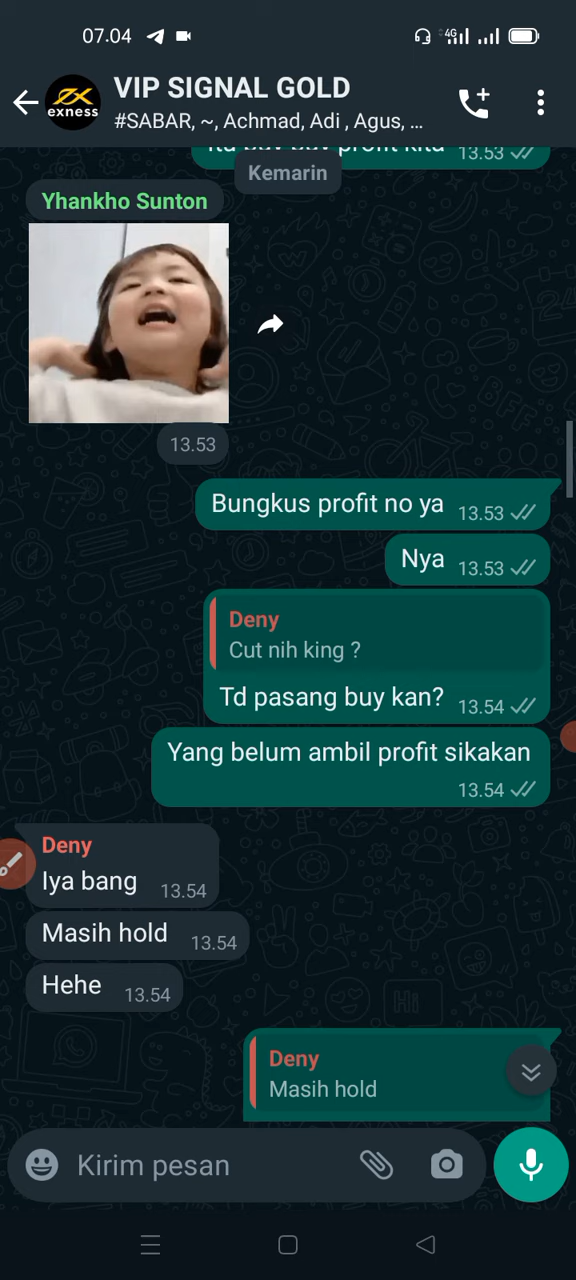 07.04
4G
VIP SIGNAL GOLD
exness
#SABAR, ~, Achmad, Adi , Agus, ...
profit kita
13.53
Kemarin
Yhankho Sunton
13.53
Bungkus profit no ya 13.53
Nya 13.53
Deny
Cut nih king ?
Td pasang buy kan? 13.54
Yang belum ambil profit sikakan
13.54
Deny
Iya bang 13.54
Masih hold 13.54
Hehe 13.54
Deny
Masih hold
Kirim pesan